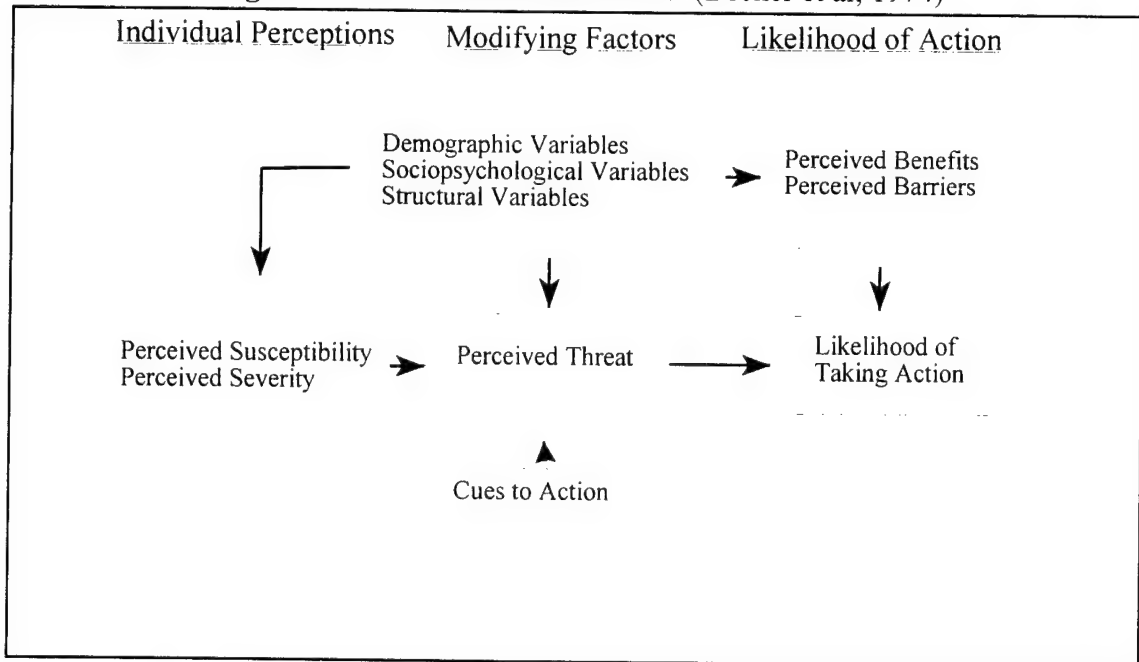 Individual Perceptions
Modifying Factors
Likelihood of Action
Demographic Variables
Sociopsychological Variables
Structural Variables
Perceived Benefits
Perceived Barriers
Perceived Susceptibility
Perceived Severity
Perceived Threat
Likelihood of
Taking Action
Cues to Action